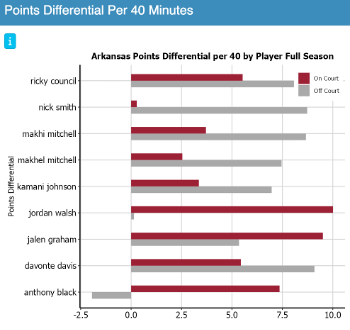 Points Differential Per 40 Minutes
i
Arkansas Points Differential per 40 by Player Full Season
On Court
Off Court
Points Differential
ricky council
nick smith
makhi mitchell
makhel mitchell
kamani johnson
jordan walsh
jalen graham
davonte davis
anthony black
-2.5 0.0 2.5 5.0 7.5 10.0